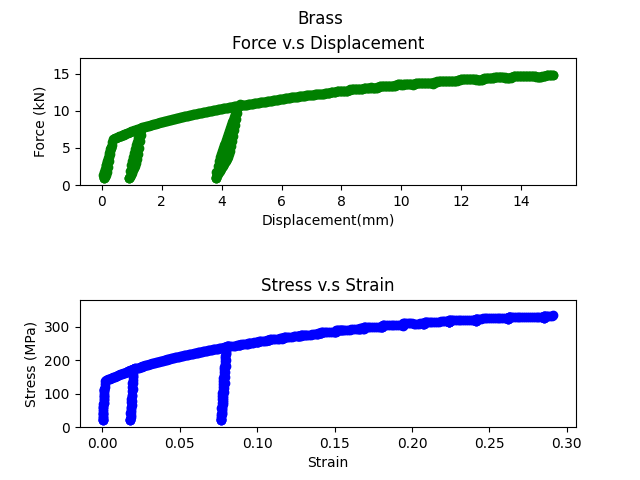 Brass
Force v.s Displacement
15
10
5
0
Force (kN)
0 2 4 6 8 10 12 14
Displacement(mm)
Stress v.s Strain
300
200
100
0
Stress (MPa)
0.00 0.05 0.10 0.15 0.20 0.25 0.30
Strain